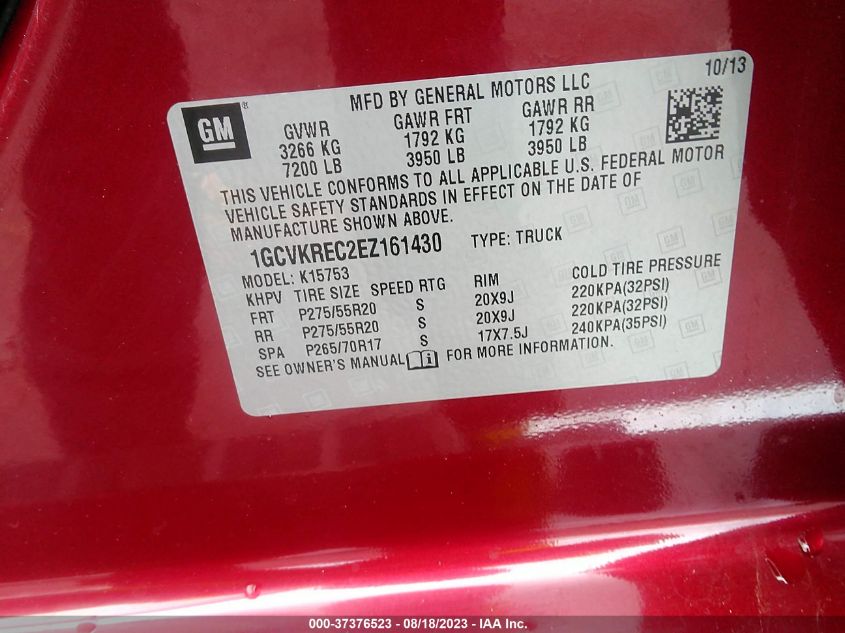 10/13
MFD BY GENERAL MOTORS LLC
GM ®
GVWR GAWR FRT GAWR RR
3266 KG 1792 KG 1792 KG
7200 LB 3950 LB 3950 LB
THIS VEHICLE CONFORMS TO ALL APPLICABLE U.S. FEDERAL MOTOR
VEHICLE SAFETY STANDARDS IN EFFECT ON THE DATE OF
MANUFACTURE SHOWN ABOVE.
1GCVKREC2EZ161430 TYPE: TRUCK
MODEL: K15753
KHPV TIRE SIZE SPEED RTG RIM COLD TIRE PRESSURE
FRT P275/55R20 S 20X9J 220KPA(32PSI)
RR P275/55R20 S 20X9J 220KPA(32PSI)
SPA P265/70R17 S 17X7.5J 240KPA(35PSI)
SEE OWNER'S MANUAL i FOR MORE INFORMATION.
000-37376523 - 08/18/2023 - IAA Inc.